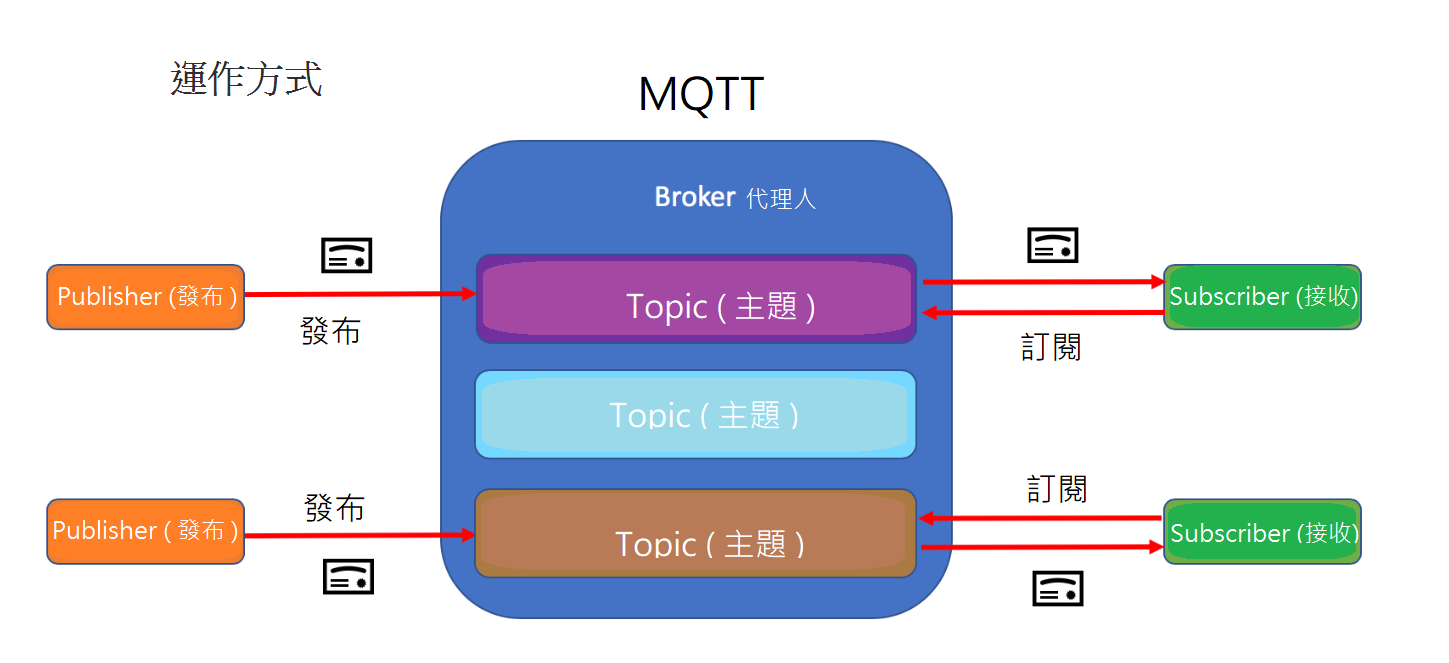 運作方式
MQTT
Broker 代理人
Publisher (發布 )
發布
Topic ( 主題 )
Subscriber (接收)
訂閱
Topic ( 主題 )
Publisher ( 發布 )
發布
Topic ( 主題 )
訂閱
Subscriber (接收)